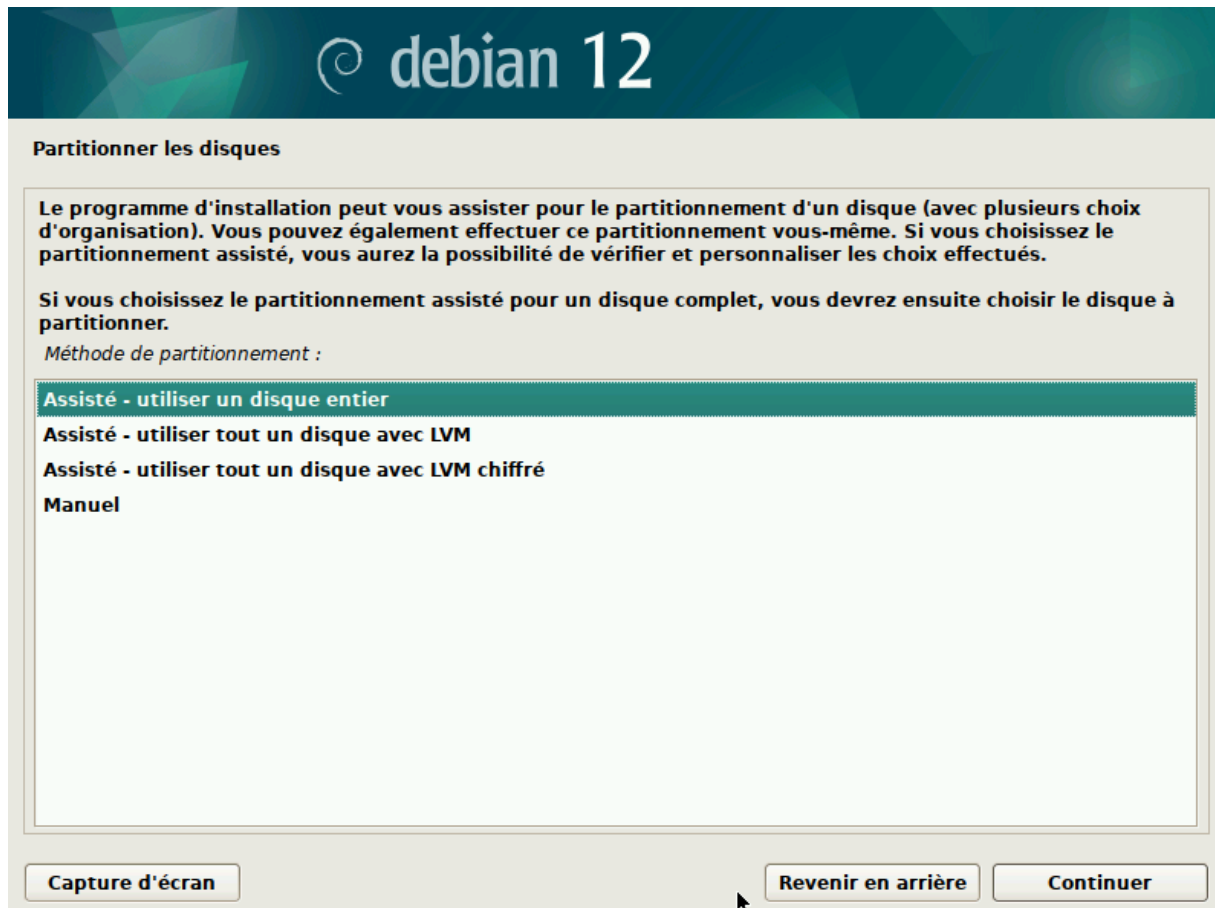 debian 12
Partitionner les disques
Le programme d'installation peut vous assister pour le partitionnement d'un disque (avec plusieurs choix
d'organisation). Vous pouvez également effectuer ce partitionnement vous-même. Si vous choisissez le
partitionnement assisté, vous aurez la possibilité de vérifier et personnaliser les choix effectués.
Si vous choisissez le partitionnement assisté pour un disque complet, vous devrez ensuite choisir le disque à
partitionner.
Méthode de partitionnement :
Assisté - utiliser un disque entier
Assisté - utiliser tout un disque avec LVM
Assisté - utiliser tout un disque avec LVM chiffré
Manuel
Capture d'écran
Revenir en arrière
Continuer